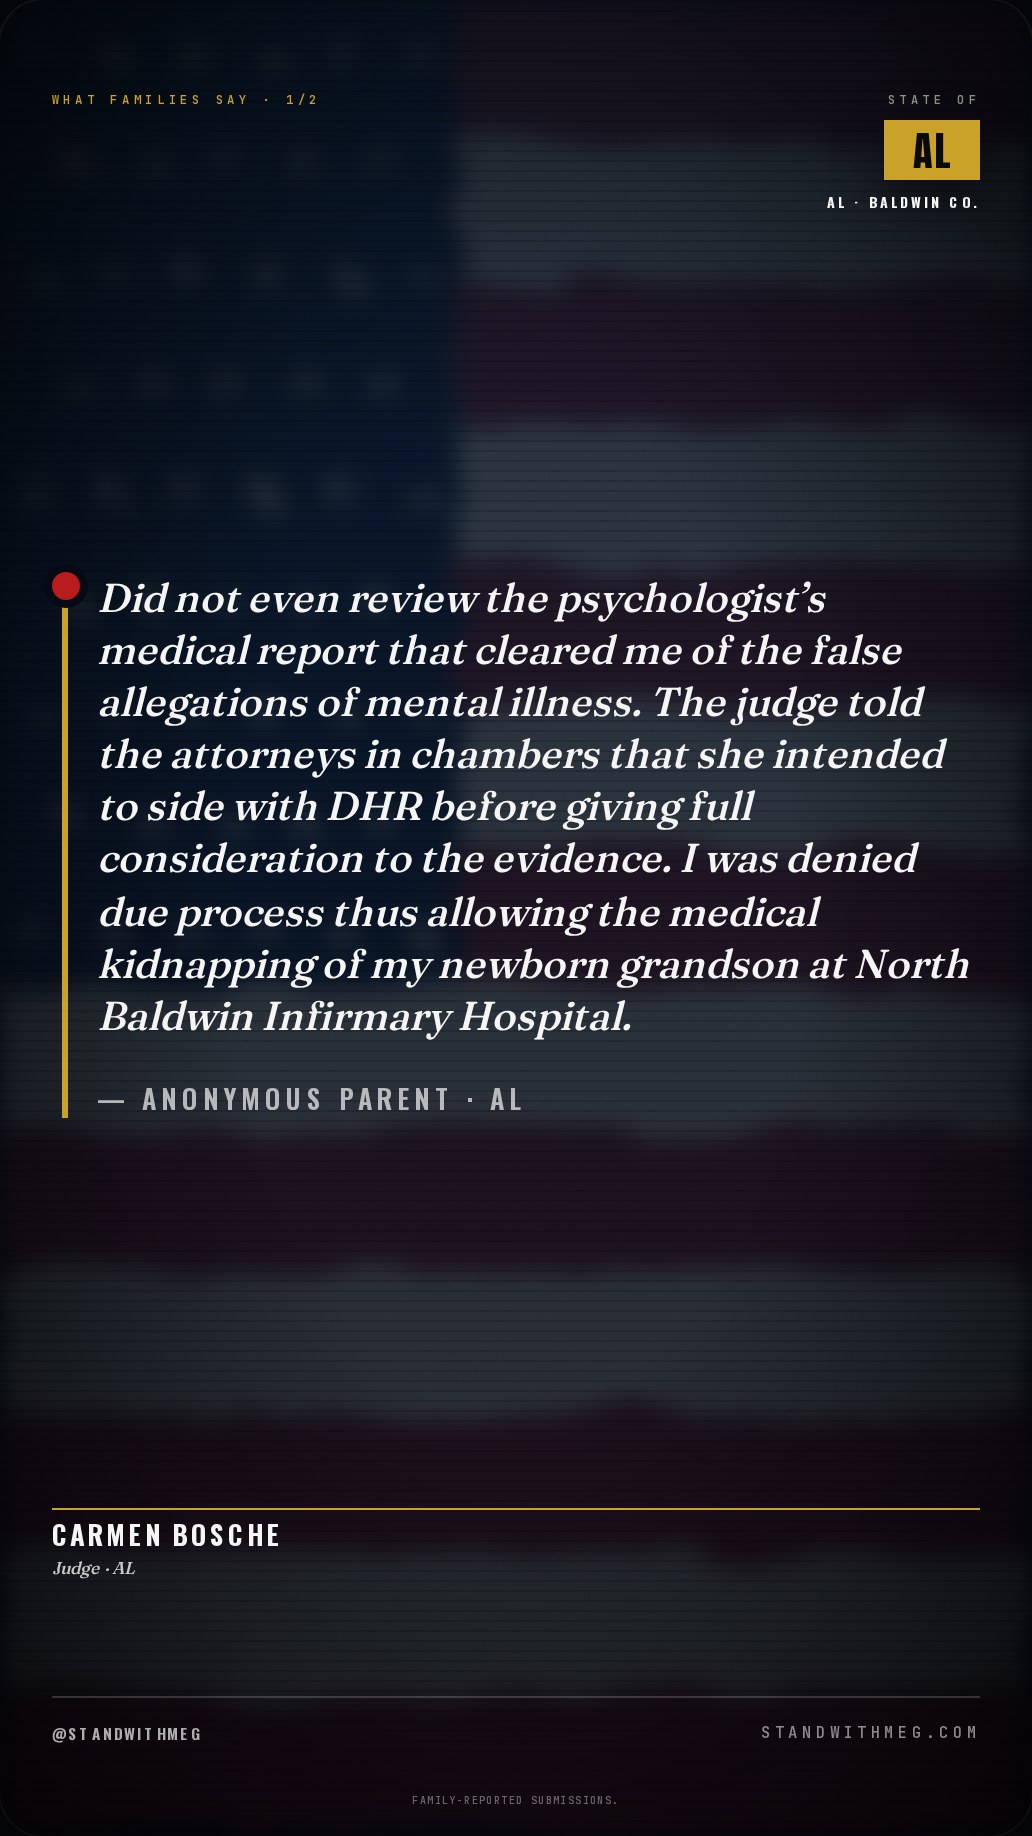 WHAT FAMILIES SAY · 1/2
STATE OF
AL
AL · BALDWIN CO.
Did not even review the psychologist’s
medical report that cleared me of the false
allegations of mental illness. The judge told
the attorneys in chambers that she intended
to side with DHR before giving full
consideration to the evidence. I was denied
due process thus allowing the medical
kidnapping of my newborn grandson at North
Baldwin Infirmary Hospital.
— ANONYMOUS PARENT · AL
CARMEN BOSCHE
Judge · AL
@STANDWITHMEG
STANDWITHMEG.COM
FAMILY-REPORTED SUBMISSIONS.